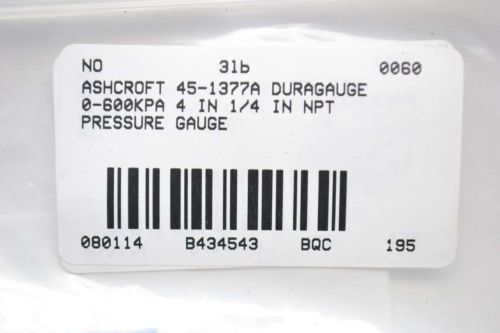 NO 3lb 0060
ASHCROFT 45-1377A DURAGAUGE
0-600KPA 4 IN 1/4 IN NPT
PRESSURE GAUGE
080114 B434543 BQC 195